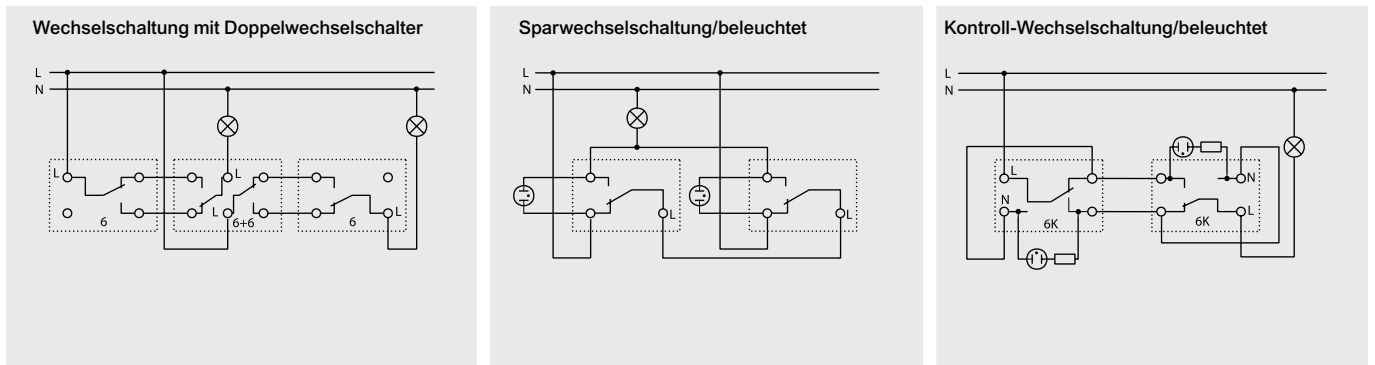 Wechselschaltung mit Doppelwechselschalter
L
N
L
L
L
L
6
6+6
6
Sparwechselschaltung/beleuchtet
L
N
L
L
Kontroll-Wechselschaltung/beleuchtet
L
N
L
N
N
L
6K
6K